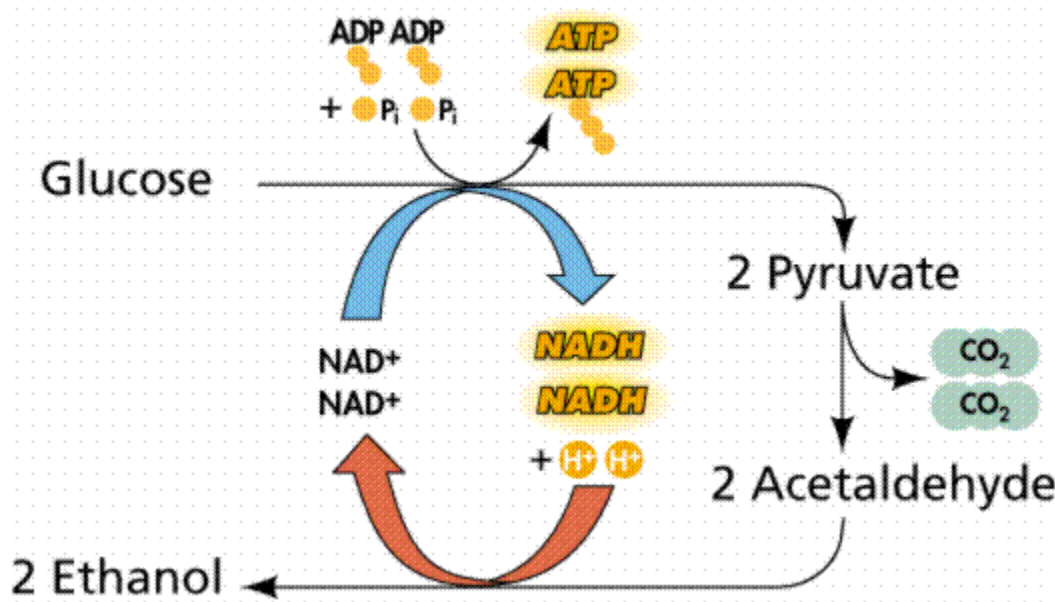 ADP ADP
+ Pᵢ Pᵢ
ATP
ATP
Glucose
2 Pyruvate
NAD⁺
NAD⁺
NADH
NADH
+ H⁺ H⁺
CO₂
CO₂
2 Acetaldehyde
2 Ethanol